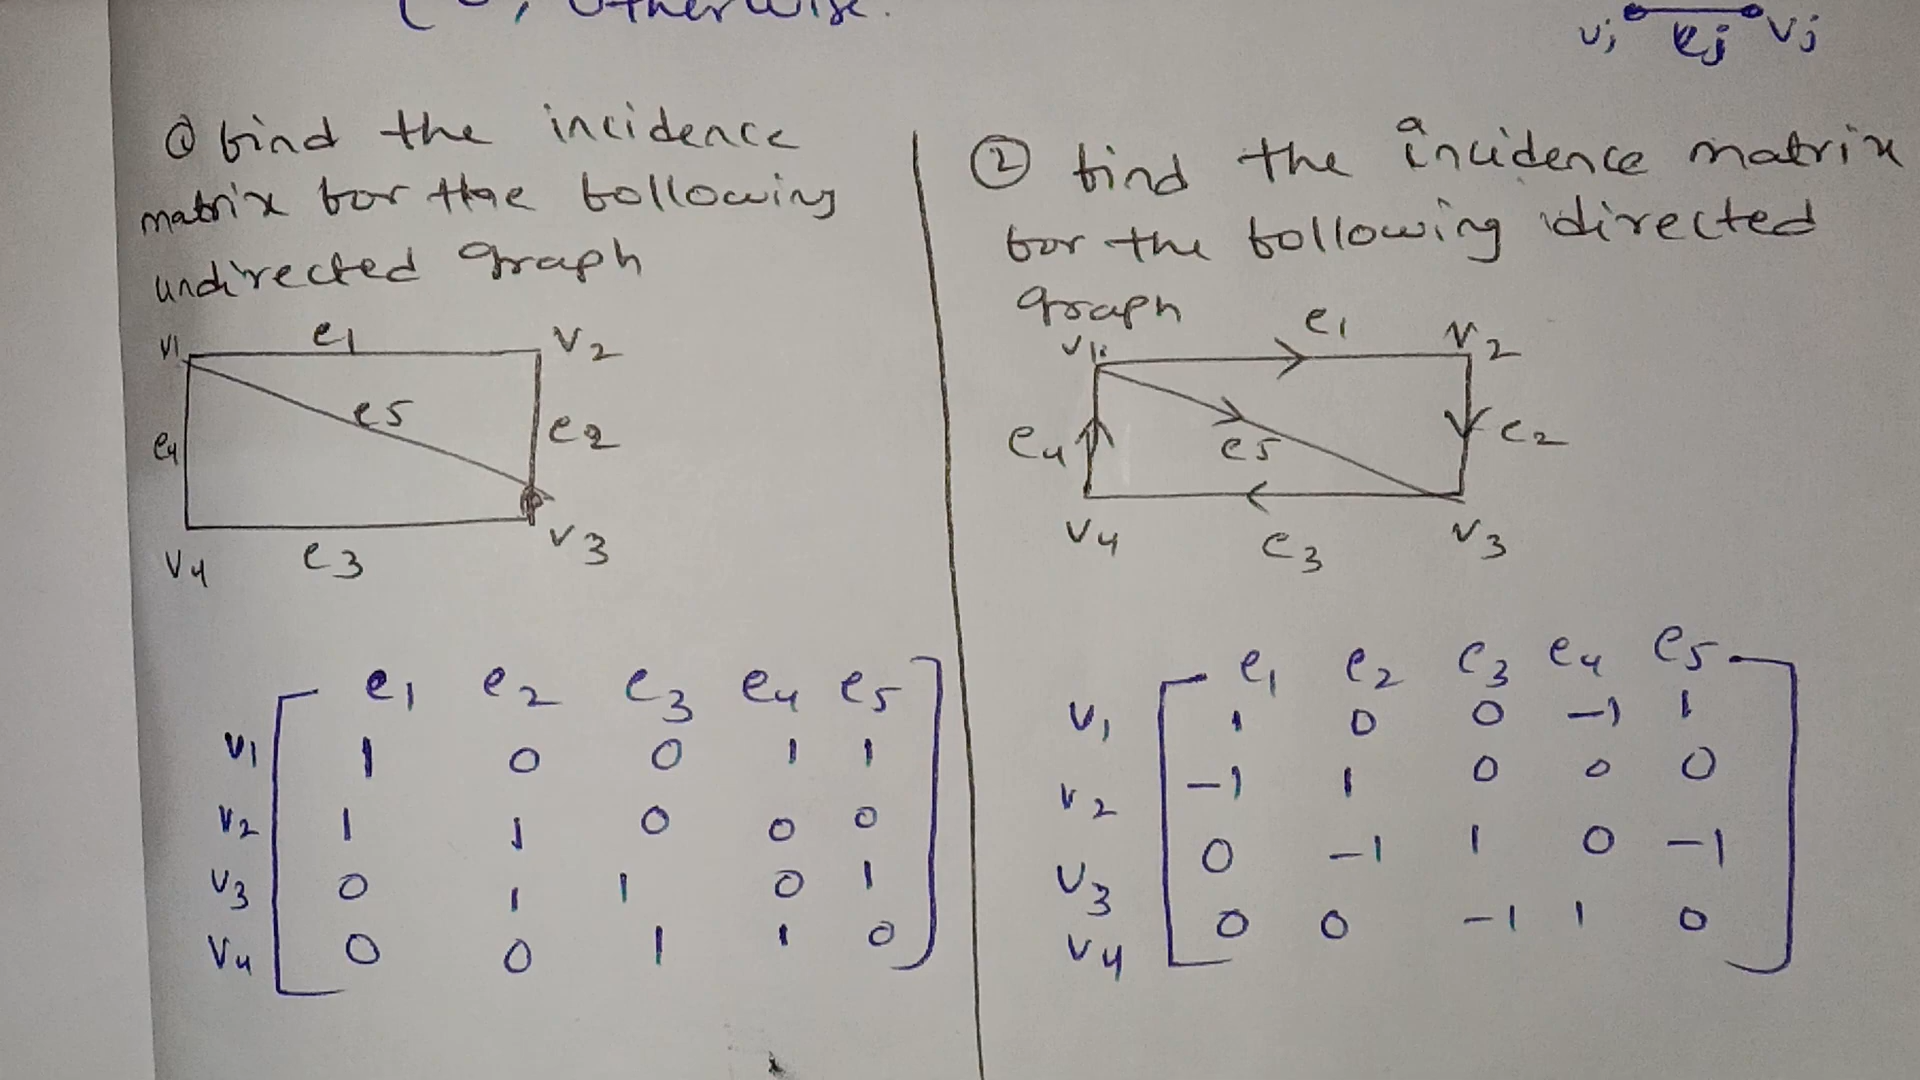 0, otherwise.
vi ej vj
① find the incidence
matrix for the following
undirected graph
v1 e1 v2
e5
e4 e2
v4 e3 v3
e1 e2 e3 e4 e5
v1 1 0 0 1 1
v2 1 1 0 0 0
v3 0 1 1 0 1
v4 0 0 1 1 0
② find the incidence matrix
for the following directed
graph
v1 e1 v2
e4 e5 e2
v4 e3 v3
e1 e2 e3 e4 e5
v1 1 0 0 -1 1
v2 -1 1 0 0 0
v3 0 -1 1 0 -1
v4 0 0 -1 1 0